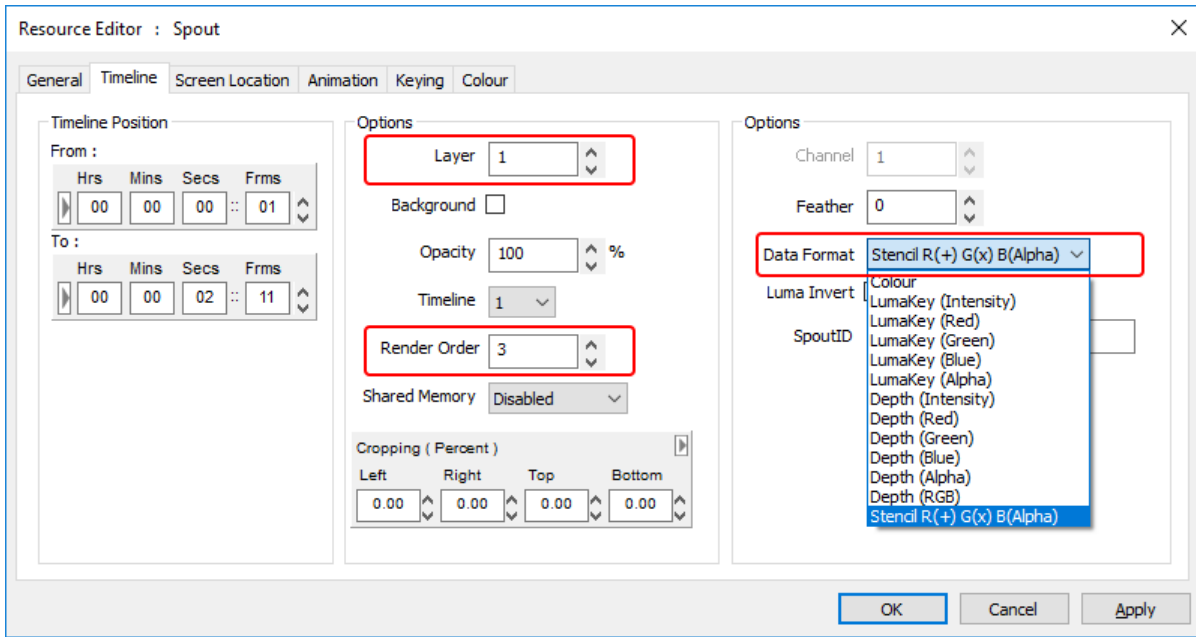 Resource Editor : Spout
General Timeline Screen Location Animation Keying Colour
Timeline Position
From :
Hrs Mins Secs Frms
00 00 00 :: 01
To :
Hrs Mins Secs Frms
00 00 02 :: 11
Options
Layer 1
Background
Opacity 100 %
Timeline 1
Render Order 3
Shared Memory Disabled
Cropping ( Percent )
Left Right Top Bottom
0.00 0.00 0.00 0.00
Options
Channel 1
Feather 0
Data Format Stencil R(+) G(x) B(Alpha)
Luma Invert
SpoutID
Colour
LumaKey (Intensity)
LumaKey (Red)
LumaKey (Green)
LumaKey (Blue)
LumaKey (Alpha)
Depth (Intensity)
Depth (Red)
Depth (Green)
Depth (Blue)
Depth (Alpha)
Depth (RGB)
Stencil R(+) G(x) B(Alpha)
OK Cancel Apply